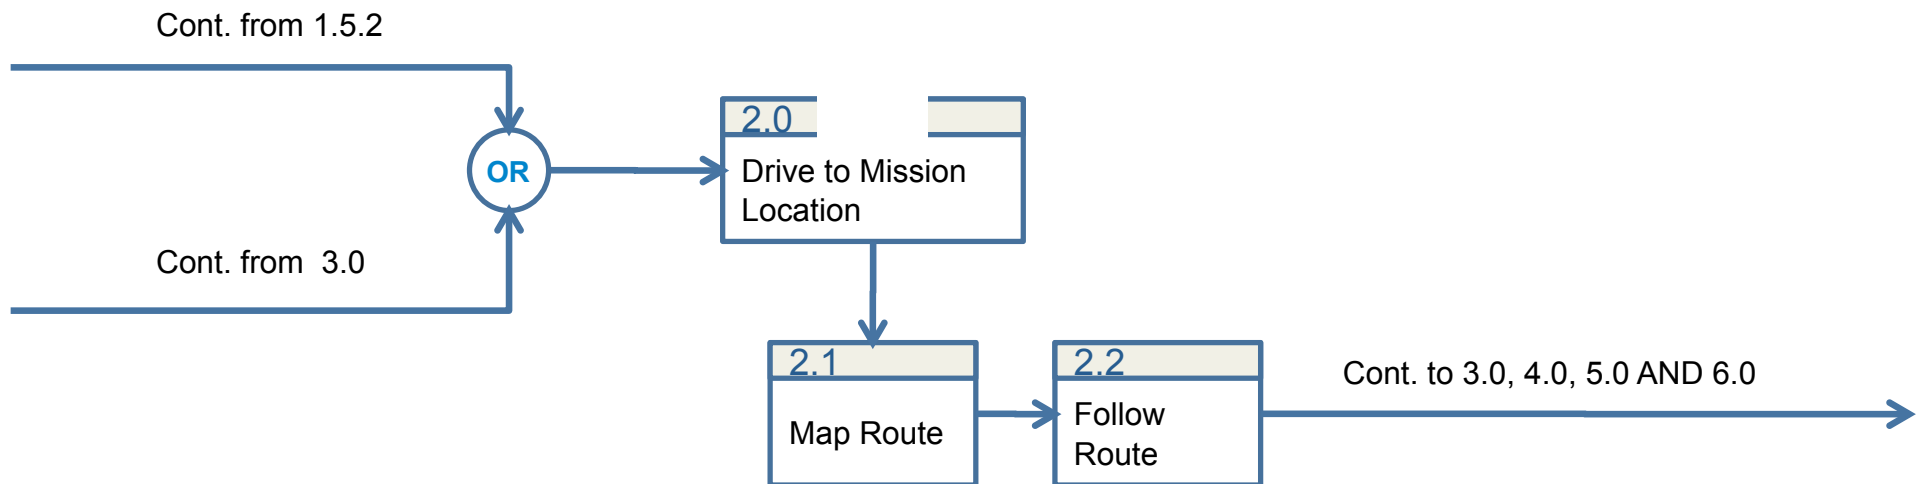 Cont. from 1.5.2
OR
2.0
Drive to Mission
Location
Cont. from  3.0
2.1
Map Route
2.2
Follow
Route
Cont. to 3.0, 4.0, 5.0 AND 6.0